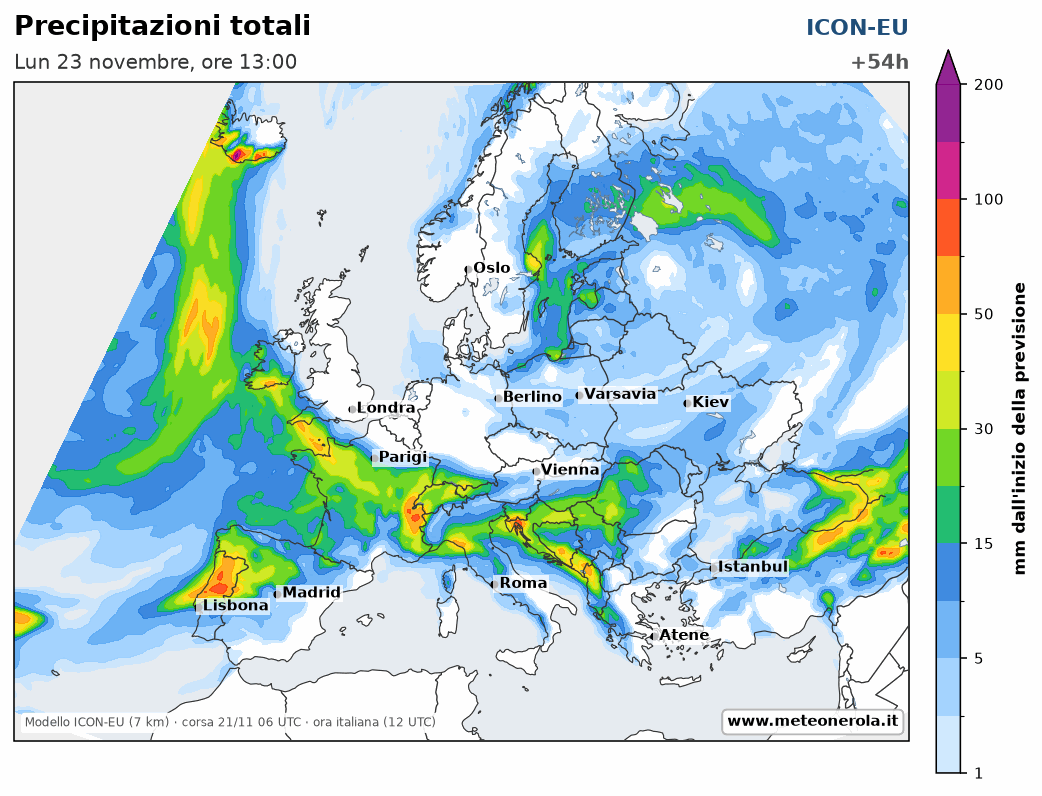 Precipitazioni totali
ICON-EU
Lun 23 novembre, ore 13:00
+54h
200
100
50
30
15
5
1
mm dall'inizio della previsione
Oslo
Londra
Berlino
Varsavia
Kiev
Parigi
Vienna
Istanbul
Roma
Madrid
Lisbona
Atene
Modello ICON-EU (7 km) · corsa 21/11 06 UTC · ora italiana (12 UTC)
www.meteonerola.it